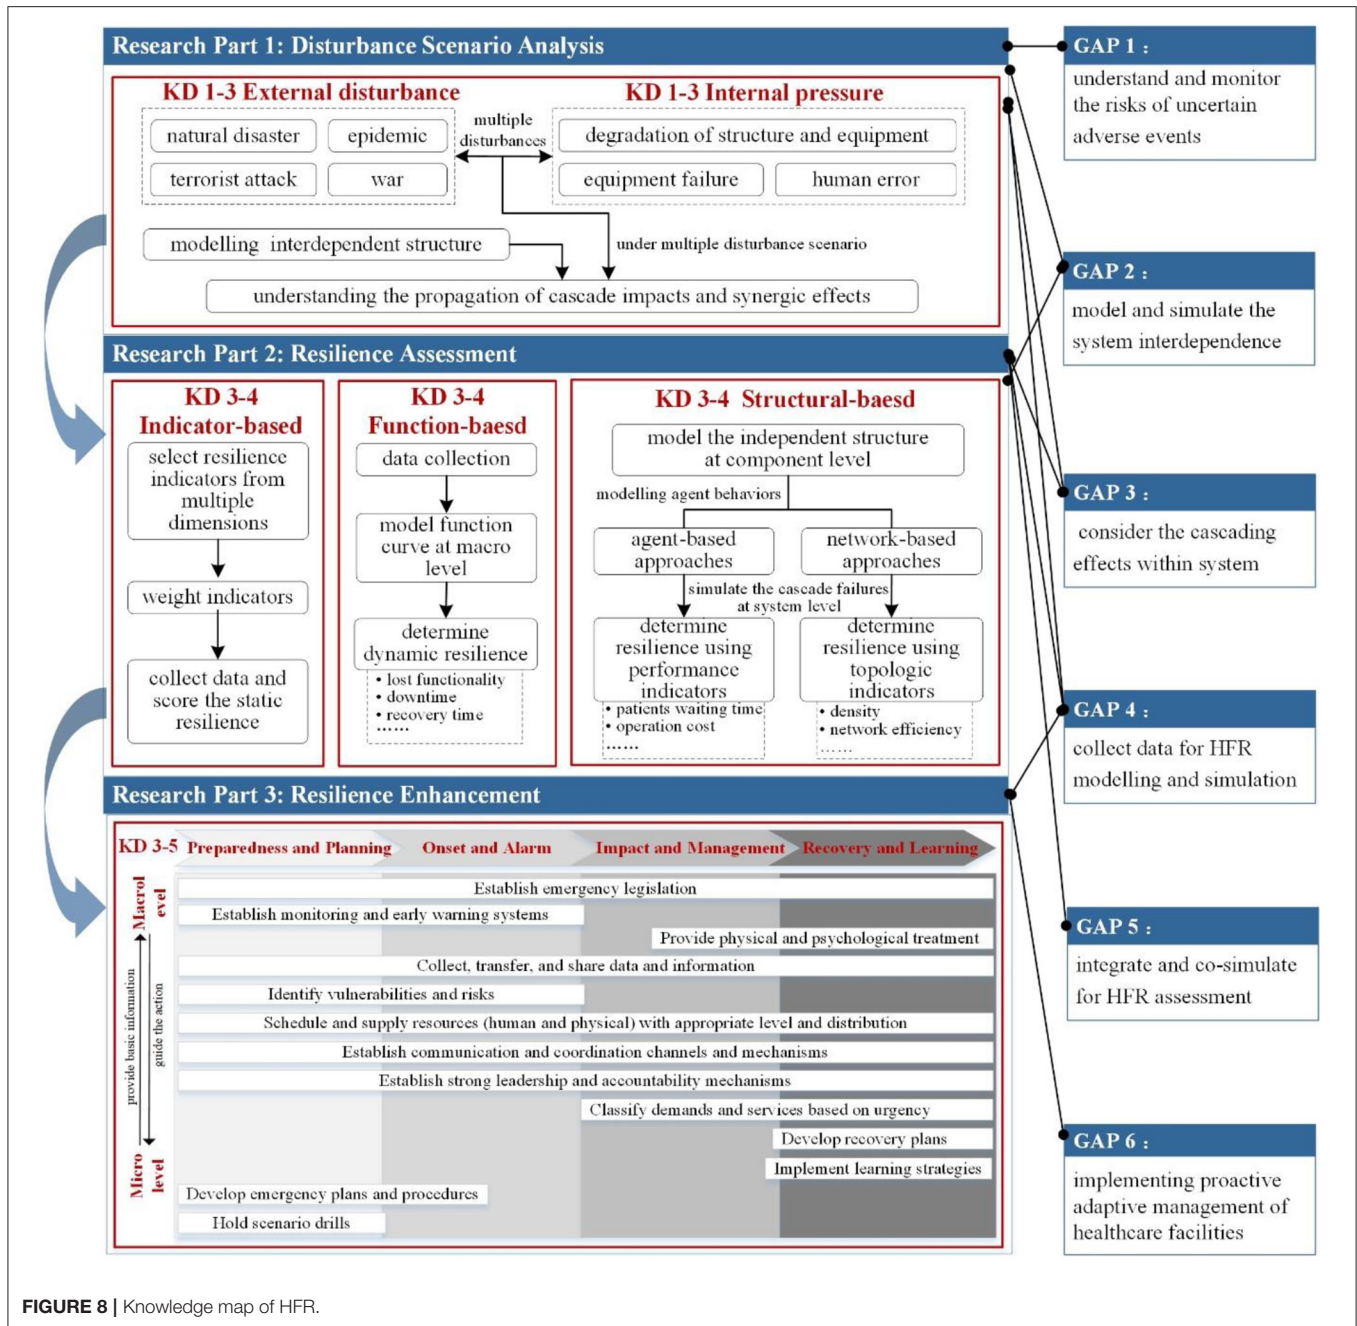 Research Part 1: Disturbance Scenario Analysis
KD 1-3 External disturbance
natural disaster
epidemic
terrorist attack
war
multiple
disturbances
KD 1-3 Internal pressure
degradation of structure and equipment
equipment failure
human error
modelling interdependent structure
under multiple disturbance scenario
understanding the propagation of cascade impacts and synergic effects
Research Part 2: Resilience Assessment
KD 3-4
Indicator-based
select resilience
indicators from
multiple
dimensions
weight indicators
collect data and
score the static
resilience
KD 3-4
Function-baesd
data collection
model function
curve at macro
level
determine
dynamic resilience
• lost functionality
• downtime
• recovery time
……
KD 3-4 Structural-baesd
model the independent structure
at component level
modelling agent behaviors
agent-based
approaches
network-based
approaches
simulate the cascade failures
at system level
determine
resilience using
performance
indicators
• patients waiting time
• operation cost
……
determine
resilience using
topologic
indicators
• density
• network efficiency
……
Research Part 3: Resilience Enhancement
KD 3-5
Preparedness and Planning
Onset and Alarm
Impact and Management
Recovery and Learning
Macrol
evel
provide basic information
guide the action
Micro
level
Establish emergency legislation
Establish monitoring and early warning systems
Provide physical and psychological treatment
Collect, transfer, and share data and information
Identify vulnerabilities and risks
Schedule and supply resources (human and physical) with appropriate level and distribution
Establish communication and coordination channels and mechanisms
Establish strong leadership and accountability mechanisms
Classify demands and services based on urgency
Develop recovery plans
Implement learning strategies
Develop emergency plans and procedures
Hold scenario drills
GAP 1：
understand and monitor
the risks of uncertain
adverse events
GAP 2：
model and simulate the
system interdependence
GAP 3：
consider the cascading
effects within system
GAP 4：
collect data for HFR
modelling and simulation
GAP 5：
integrate and co-simulate
for HFR assessment
GAP 6：
implementing proactive
adaptive management of
healthcare facilities
FIGURE 8 | Knowledge map of HFR.